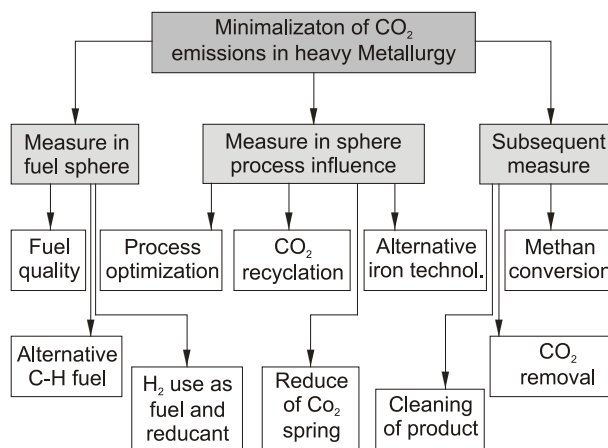 Minimalizaton of CO₂
emissions in heavy Metallurgy
Measure in
fuel sphere
Measure in sphere
process influence
Subsequent
measure
Fuel
quality
Process
optimization
CO₂
recyclation
Alternative
iron technol.
Methan
conversion
Alternative
C-H fuel
H₂ use as
fuel and
reducant
Reduce
of Co₂
spring
Cleaning
of product
CO₂
removal